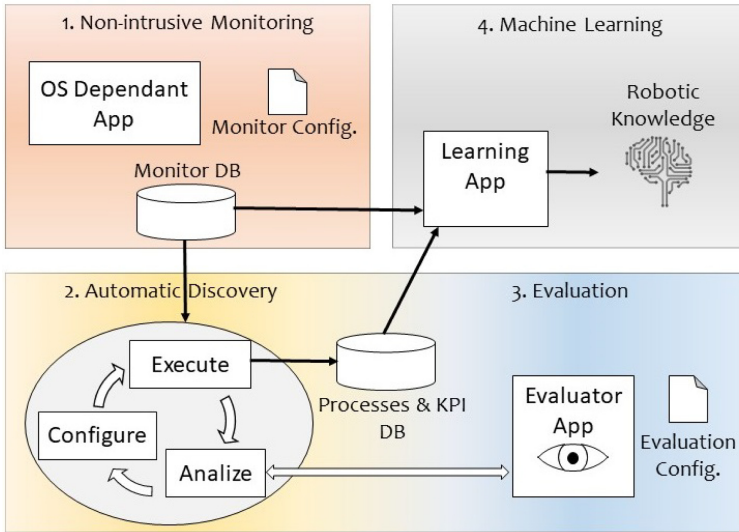 1. Non-intrusive Monitoring
OS Dependant
App
Monitor Config.
Monitor DB
4. Machine Learning
Robotic
Knowledge
Learning
App
2. Automatic Discovery
Execute
Configure
Analize
Processes & KPI
DB
3. Evaluation
Evaluator
App
Evaluation
Config.